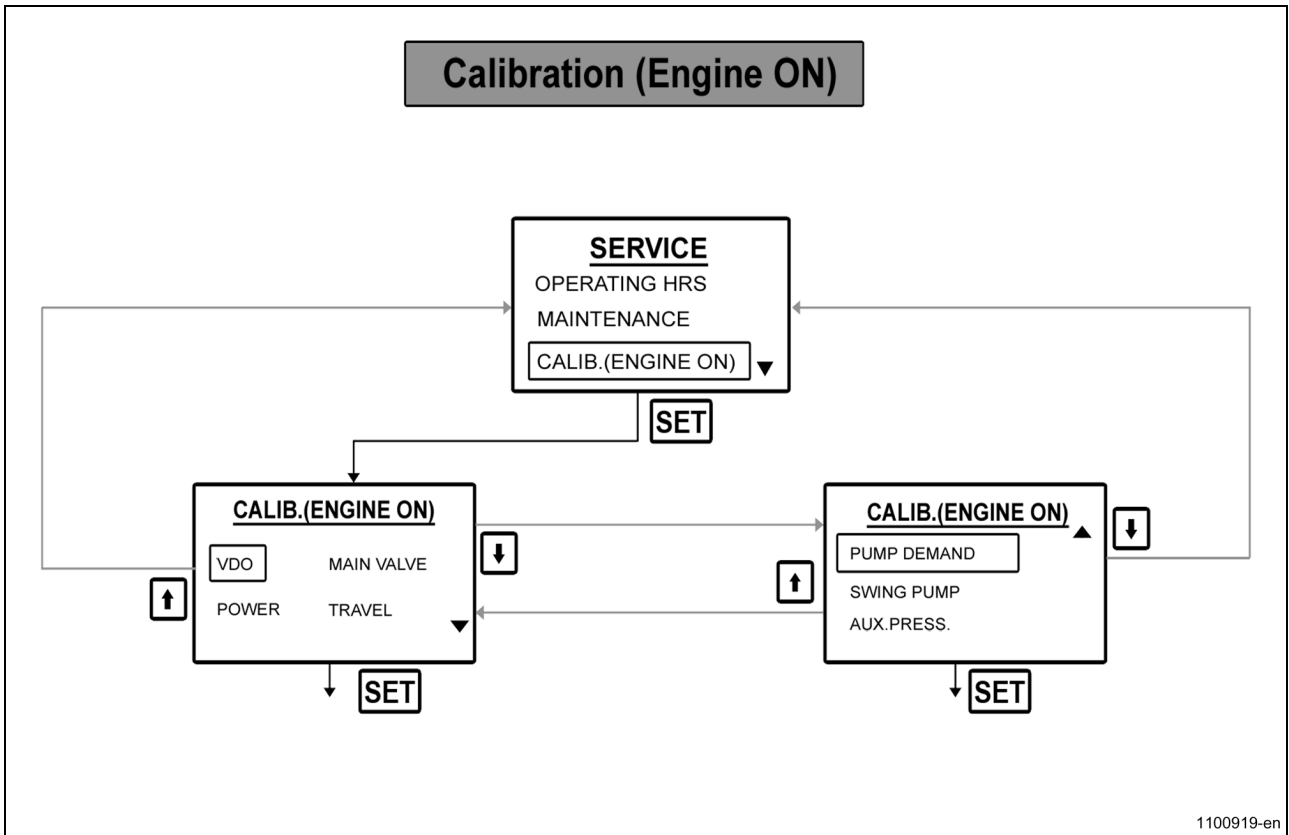 Calibration (Engine ON)
SERVICE
OPERATING HRS
MAINTENANCE
CALIB.(ENGINE ON)
SET
CALIB.(ENGINE ON)
VDO MAIN VALVE
POWER TRAVEL
SET
CALIB.(ENGINE ON)
PUMP DEMAND
SWING PUMP
AUX.PRESS.
SET
1100919-en